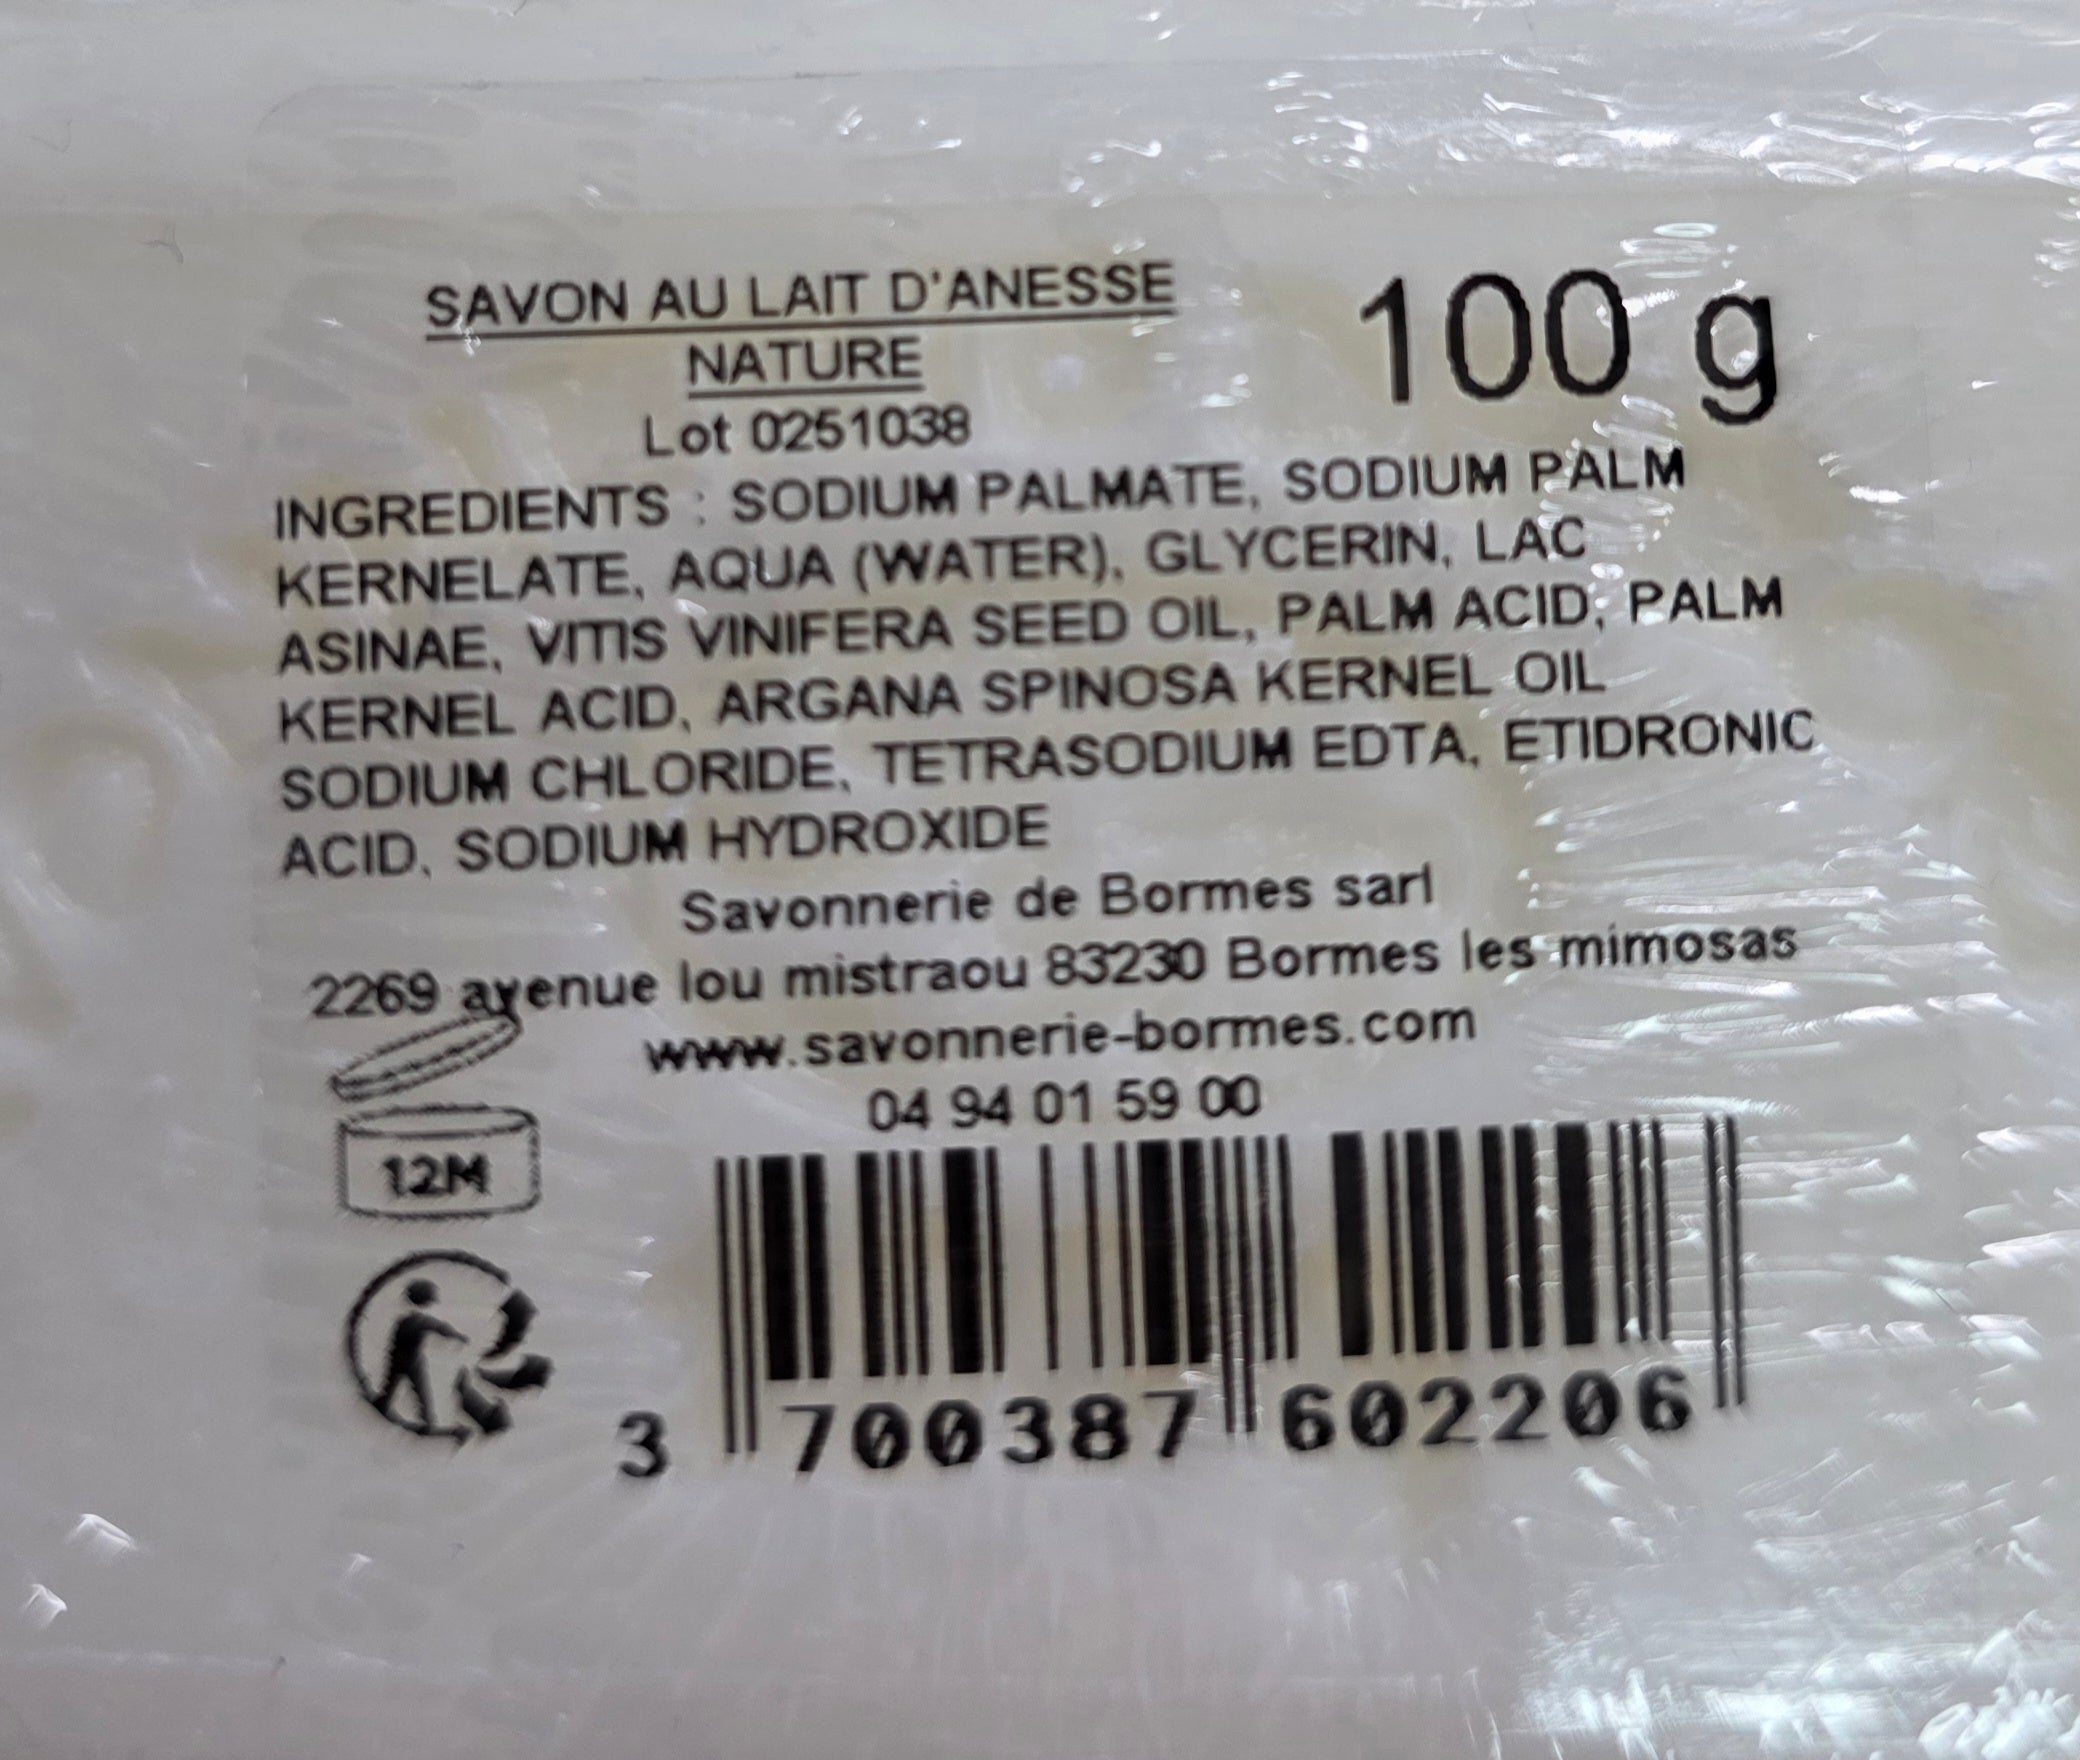 SAVON AU LAIT D'ANESSE
NATURE
100 g
Lot 0251038
INGREDIENTS : SODIUM PALMATE, SODIUM PALM
KERNELATE, AQUA (WATER), GLYCERIN, LAC
ASINAE, VITIS VINIFERA SEED OIL, PALM ACID, PALM
KERNEL ACID, ARGANA SPINOSA KERNEL OIL
SODIUM CHLORIDE, TETRASODIUM EDTA, ETIDRONIC
ACID, SODIUM HYDROXIDE
Savonnerie de Bormes sarl
2269 avenue lou mistraou 83230 Bormes les mimosas
www.savonnerie-bormes.com
04 94 01 59 00
12M
3 700387 602206